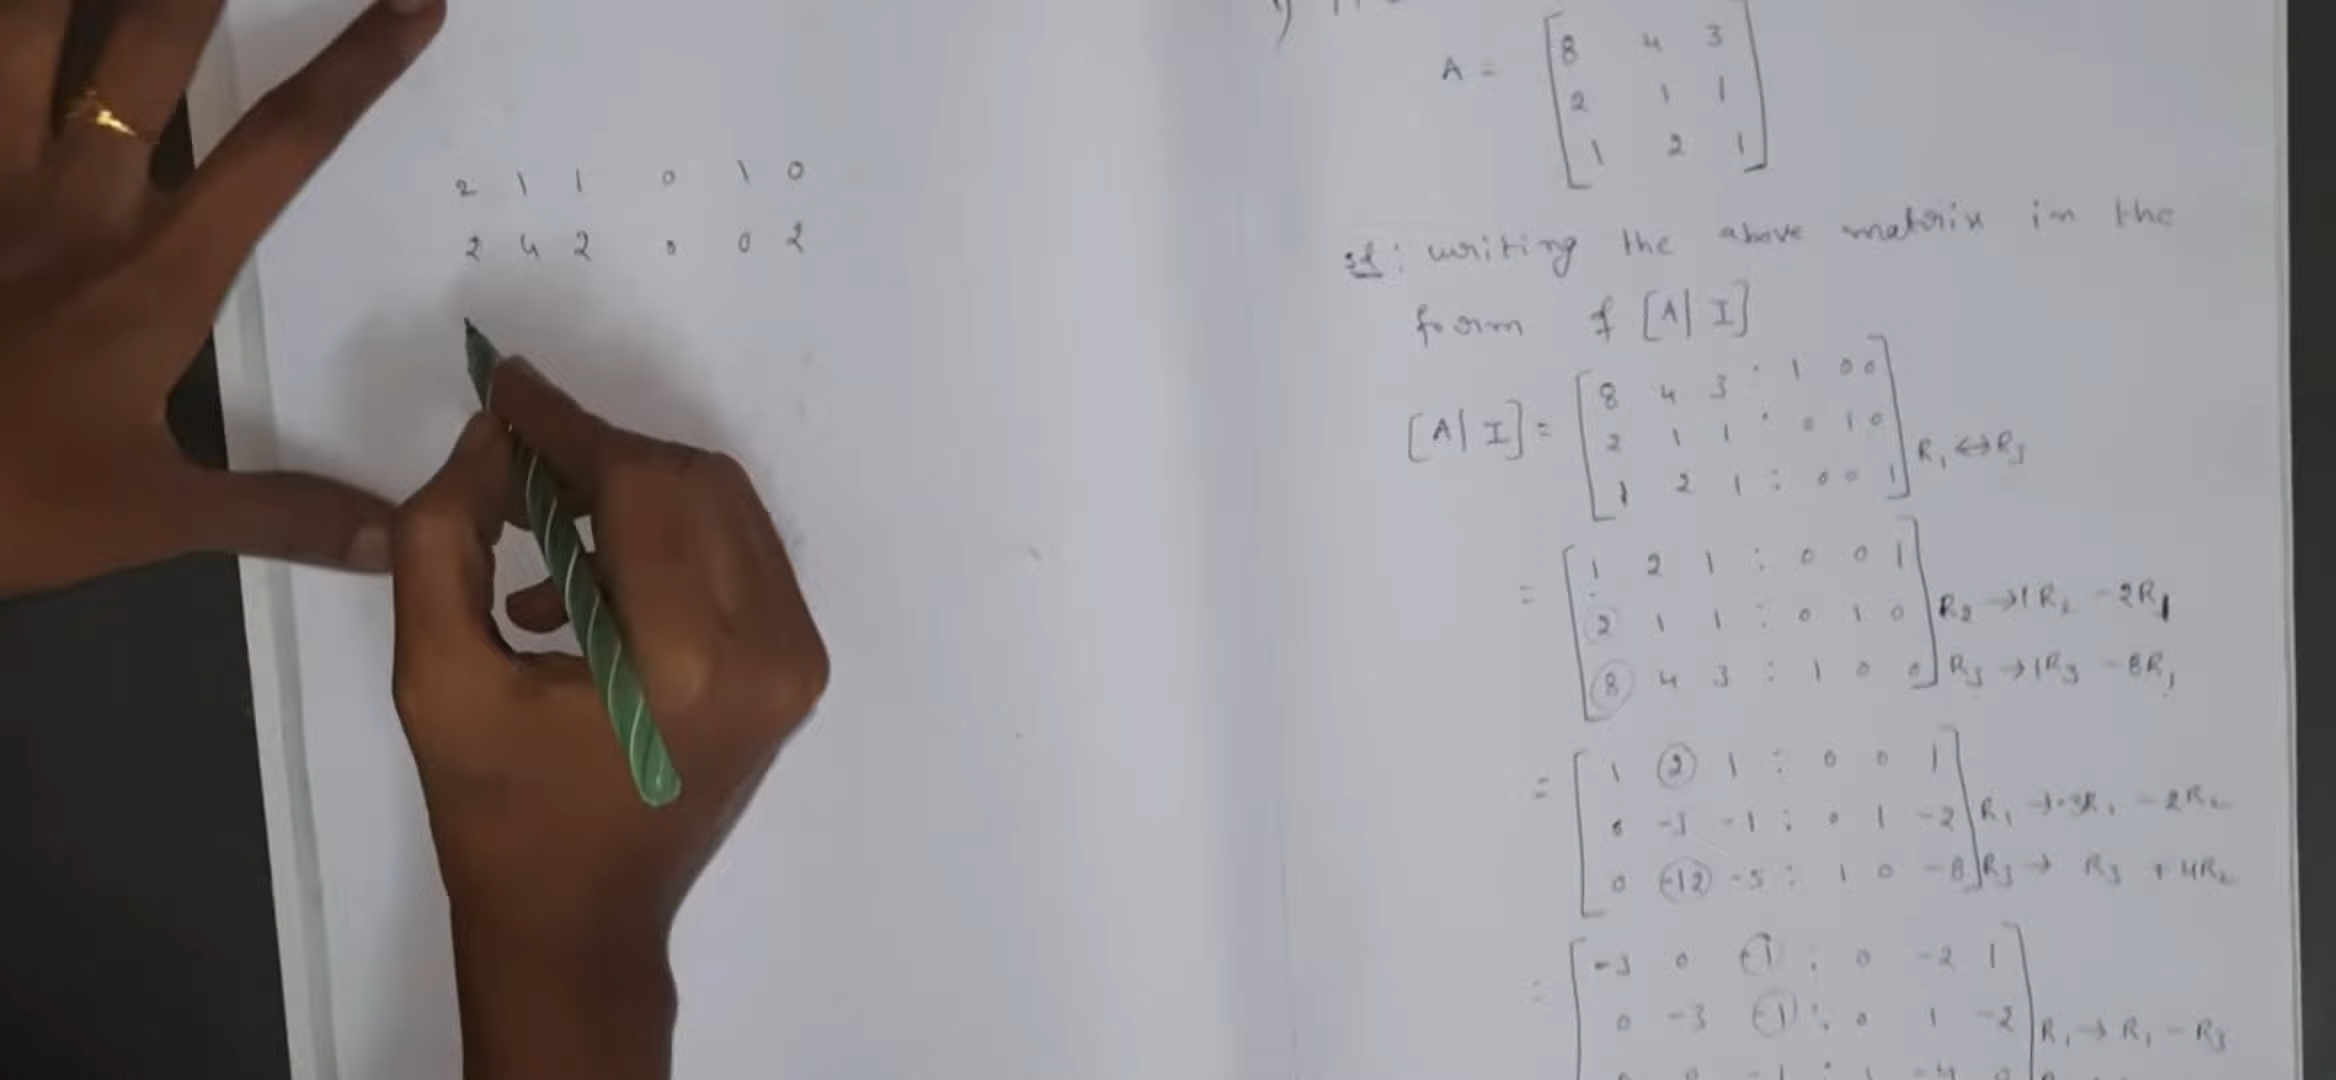 2 1 1 0 1 0
2 4 2 0 0 2
A = [ 8 4 3
2 1 1
1 2 1 ]
sol: writing the above matrix in the
form of [A| I]
[A| I] = [ 8 4 3 : 1 0 0
2 1 1 : 0 1 0
1 2 1 : 0 0 1 ] R₁ ↔ R₃
= [ 1 2 1 : 0 0 1
2 1 1 : 0 1 0 R₂ → 1R₂ - 2R₁
8 4 3 : 1 0 0 ] R₃ → 1R₃ - 8R₁
= [ 1 2 1 : 0 0 1
0 -3 -1 : 0 1 -2 R₁ → -3R₁ - 2R₂
0 -12 -5 : 1 0 -8 ] R₃ → R₃ + 4R₂
= [ -3 0 -1 : 0 -2 1
0 -3 -1 : 0 1 -2 R₁ → R₁ - R₃